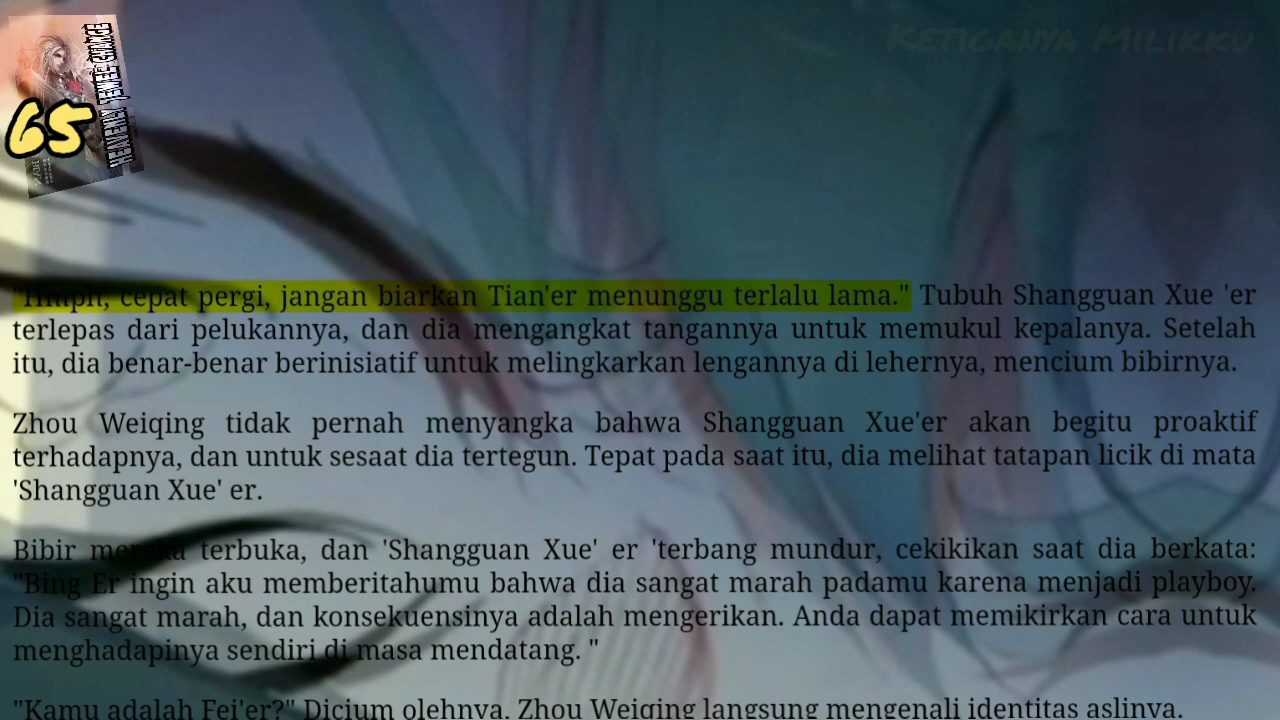 Ketiganya Milikku
HEAVENLY JEWEL CHANGE
65
"Hmph, cepat pergi, jangan biarkan Tian'er menunggu terlalu lama." Tubuh Shangguan Xue 'er
terlepas dari pelukannya, dan dia mengangkat tangannya untuk memukul kepalanya. Setelah
itu, dia benar-benar berinisiatif untuk melingkarkan lengannya di lehernya, mencium bibirnya.
Zhou Weiqing tidak pernah menyangka bahwa Shangguan Xue'er akan begitu proaktif
terhadapnya, dan untuk sesaat dia tertegun. Tepat pada saat itu, dia melihat tatapan licik di mata
'Shangguan Xue' er.
Bibir mereka terbuka, dan 'Shangguan Xue' er 'terbang mundur, cekikikan saat dia berkata:
"Bing Er ingin aku memberitahumu bahwa dia sangat marah padamu karena menjadi playboy.
Dia sangat marah, dan konsekuensinya adalah mengerikan. Anda dapat memikirkan cara untuk
menghadapinya sendiri di masa mendatang. "
"Kamu adalah Fei'er?" Dicium olehnya, Zhou Weiqing langsung mengenali identitas aslinya.